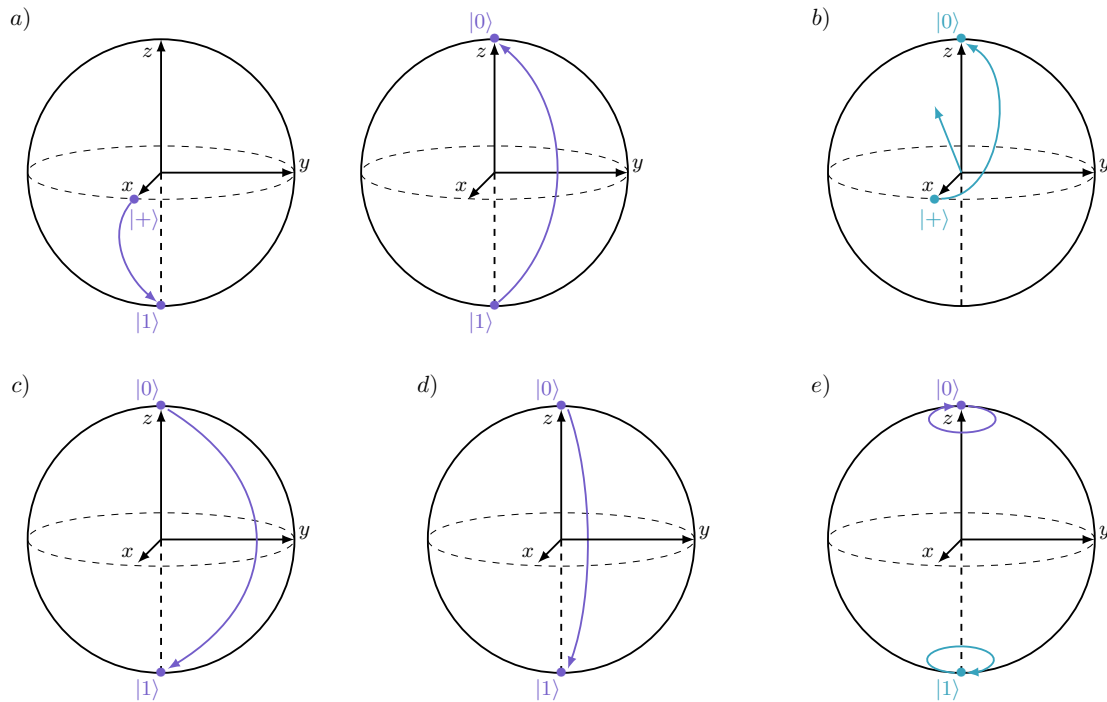 a)
|0⟩
z
y
x
|+⟩
|1⟩
z
y
x
|1⟩
b)
|0⟩
z
y
x
|+⟩
c)
|0⟩
z
y
x
|1⟩
d)
|0⟩
z
y
x
|1⟩
e)
|0⟩
z
y
x
|1⟩